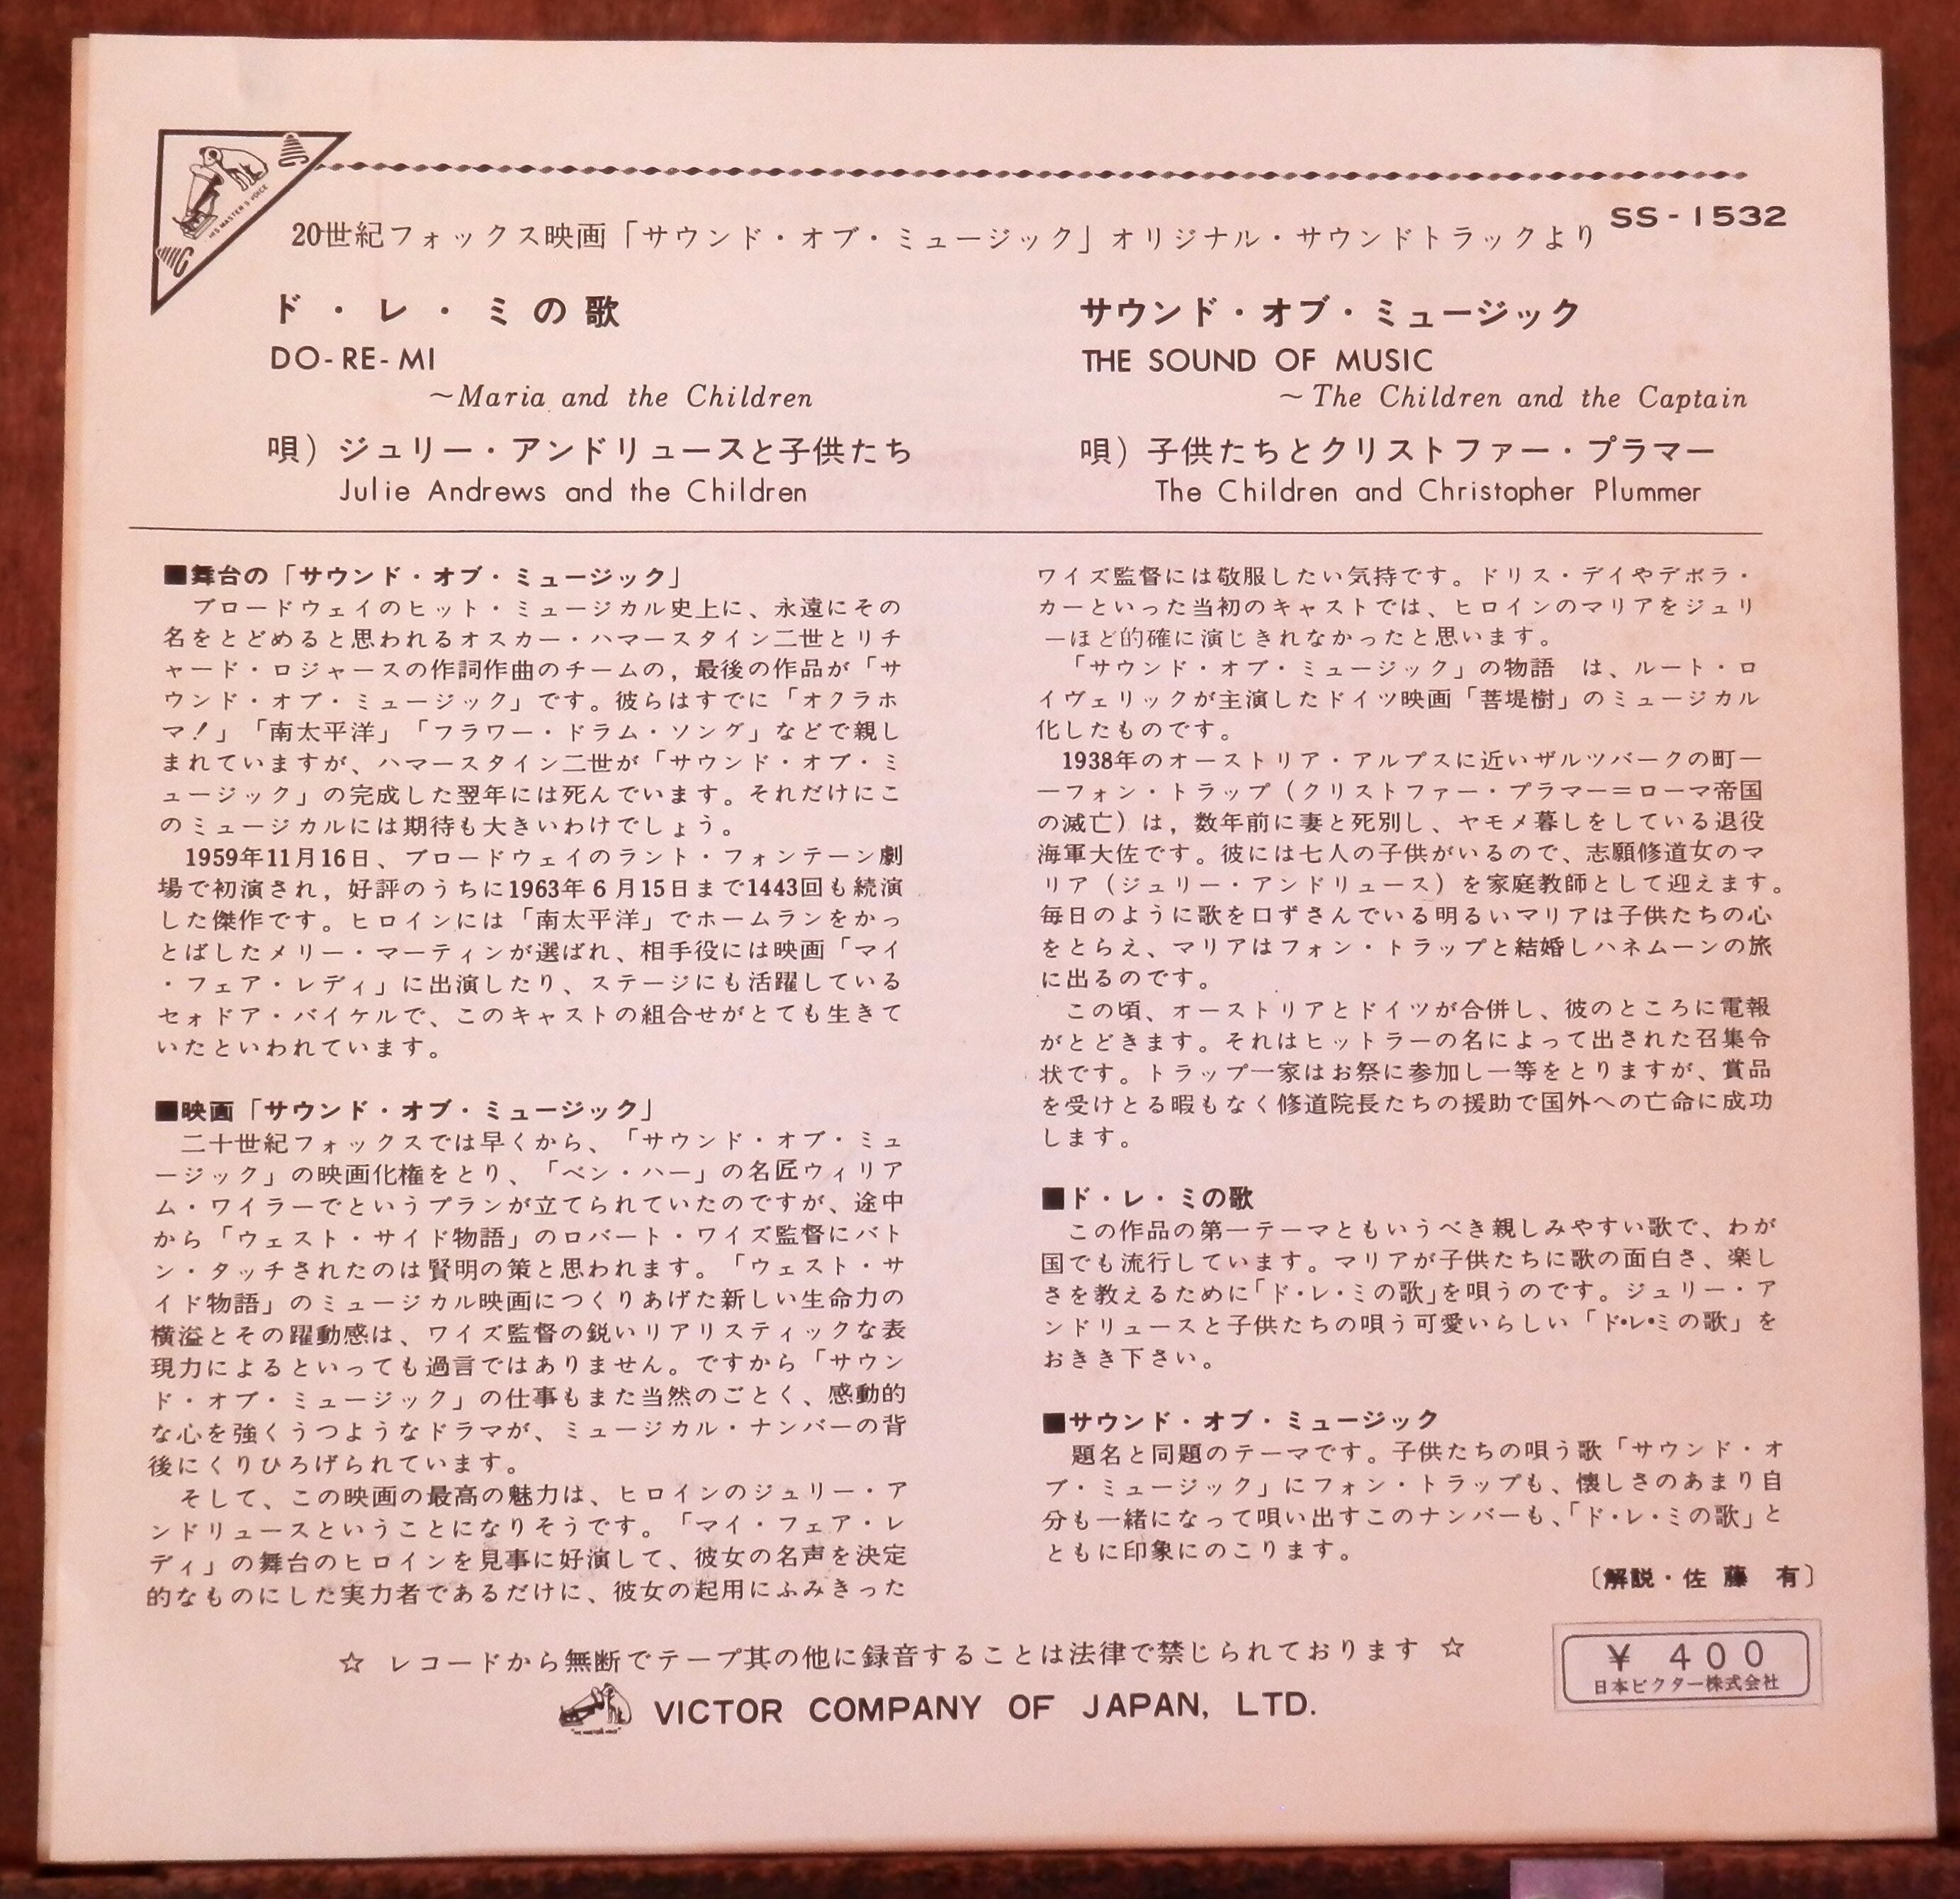 HIS MASTER'S VOICE
SS-1532
20世紀フォックス映画「サウンド・オブ・ミュージック」オリジナル・サウンドトラックより
ド・レ・ミの歌
DO-RE-MI
～Maria and the Children
唄）ジュリー・アンドリュースと子供たち
Julie Andrews and the Children
サウンド・オブ・ミュージック
THE SOUND OF MUSIC
～The Children and the Captain
唄）子供たちとクリストファー・プラマー
The Children and Christopher Plummer
■舞台の「サウンド・オブ・ミュージック」
ブロードウェイのヒット・ミュージカル史上に、永遠にその
名をとどめると思われるオスカー・ハマースタイン二世とリチ
ャード・ロジャースの作詞作曲のチームの，最後の作品が「サ
ウンド・オブ・ミュージック」です。彼らはすでに「オクラホ
マ！」「南太平洋」「フラワー・ドラム・ソング」などで親し
まれていますが、ハマースタイン二世が「サウンド・オブ・ミ
ュージック」の完成した翌年には死んでいます。それだけにこ
のミュージカルには期待も大きいわけでしょう。
1959年11月16日、ブロードウェイのラント・フォンテーン劇
場で初演され，好評のうちに1963年6月15日まで1443回も続演
した傑作です。ヒロインには「南太平洋」でホームランをかっ
とばしたメリー・マーティンが選ばれ、相手役には映画「マイ
・フェア・レディ」に出演したり、ステージにも活躍している
セォドア・バイケルで、このキャストの組合せがとても生きて
いたといわれています。
■映画「サウンド・オブ・ミュージック」
二十世紀フォックスでは早くから、「サウンド・オブ・ミュ
ージック」の映画化権をとり、「ベン・ハー」の名匠ウィリア
ム・ワイラーでというプランが立てられていたのですが、途中
から「ウェスト・サイド物語」のロバート・ワイズ監督にバト
ン・タッチされたのは賢明の策と思われます。「ウェスト・サ
イド物語」のミュージカル映画につくりあげた新しい生命力の
横溢とその躍動感は、ワイズ監督の鋭いリアリスティックな表
現力によるといっても過言ではありません。ですから「サウン
ド・オブ・ミュージック」の仕事もまた当然のごとく、感動的
な心を強くうつようなドラマが、ミュージカル・ナンバーの背
後にくりひろげられています。
そして、この映画の最高の魅力は、ヒロインのジュリー・ア
ンドリュースということになりそうです。「マイ・フェア・レ
ディ」の舞台のヒロインを見事に好演して、彼女の名声を決定
的なものにした実力者であるだけに、彼女の起用にふみきった
ワイズ監督には敬服したい気持です。ドリス・デイやデボラ・
カーといった当初のキャストでは、ヒロインのマリアをジュリ
ーほど的確に演じきれなかったと思います。
「サウンド・オブ・ミュージック」の物語　は、ルート・ロ
イヴェリックが主演したドイツ映画「菩提樹」のミュージカル
化したものです。
1938年のオーストリア・アルプスに近いザルツバークの町—
—フォン・トラップ（クリストファー・プラマー＝ローマ帝国
の滅亡）は，数年前に妻と死別し、ヤモメ暮しをしている退役
海軍大佐です。彼には七人の子供がいるので、志願修道女のマ
リア（ジュリー・アンドリュース）を家庭教師として迎えます。
毎日のように歌を口ずさんでいる明るいマリアは子供たちの心
をとらえ、マリアはフォン・トラップと結婚しハネムーンの旅
に出るのです。
この頃、オーストリアとドイツが合併し、彼のところに電報
がとどきます。それはヒットラーの名によって出された召集令
状です。トラップ一家はお祭に参加し一等をとりますが、賞品
を受けとる暇もなく修道院長たちの援助で国外への亡命に成功
します。
■ド・レ・ミの歌
この作品の第一テーマともいうべき親しみやすい歌で、わが
国でも流行しています。マリアが子供たちに歌の面白さ、楽し
さを教えるために「ド・レ・ミの歌」を唄うのです。ジュリー・ア
ンドリュースと子供たちの唄う可愛いらしい「ド・レ・ミの歌」を
おきき下さい。
■サウンド・オブ・ミュージック
題名と同題のテーマです。子供たちの唄う歌「サウンド・オ
ブ・ミュージック」にフォン・トラップも、懐しさのあまり自
分も一緒になって唄い出すこのナンバーも、「ド・レ・ミの歌」と
ともに印象にのこります。
〔解説・佐藤　有〕
☆ レコードから無断でテープ其の他に録音することは法律で禁じられております ☆
VICTOR COMPANY OF JAPAN, LTD.
¥ 400
日本ビクター株式会社